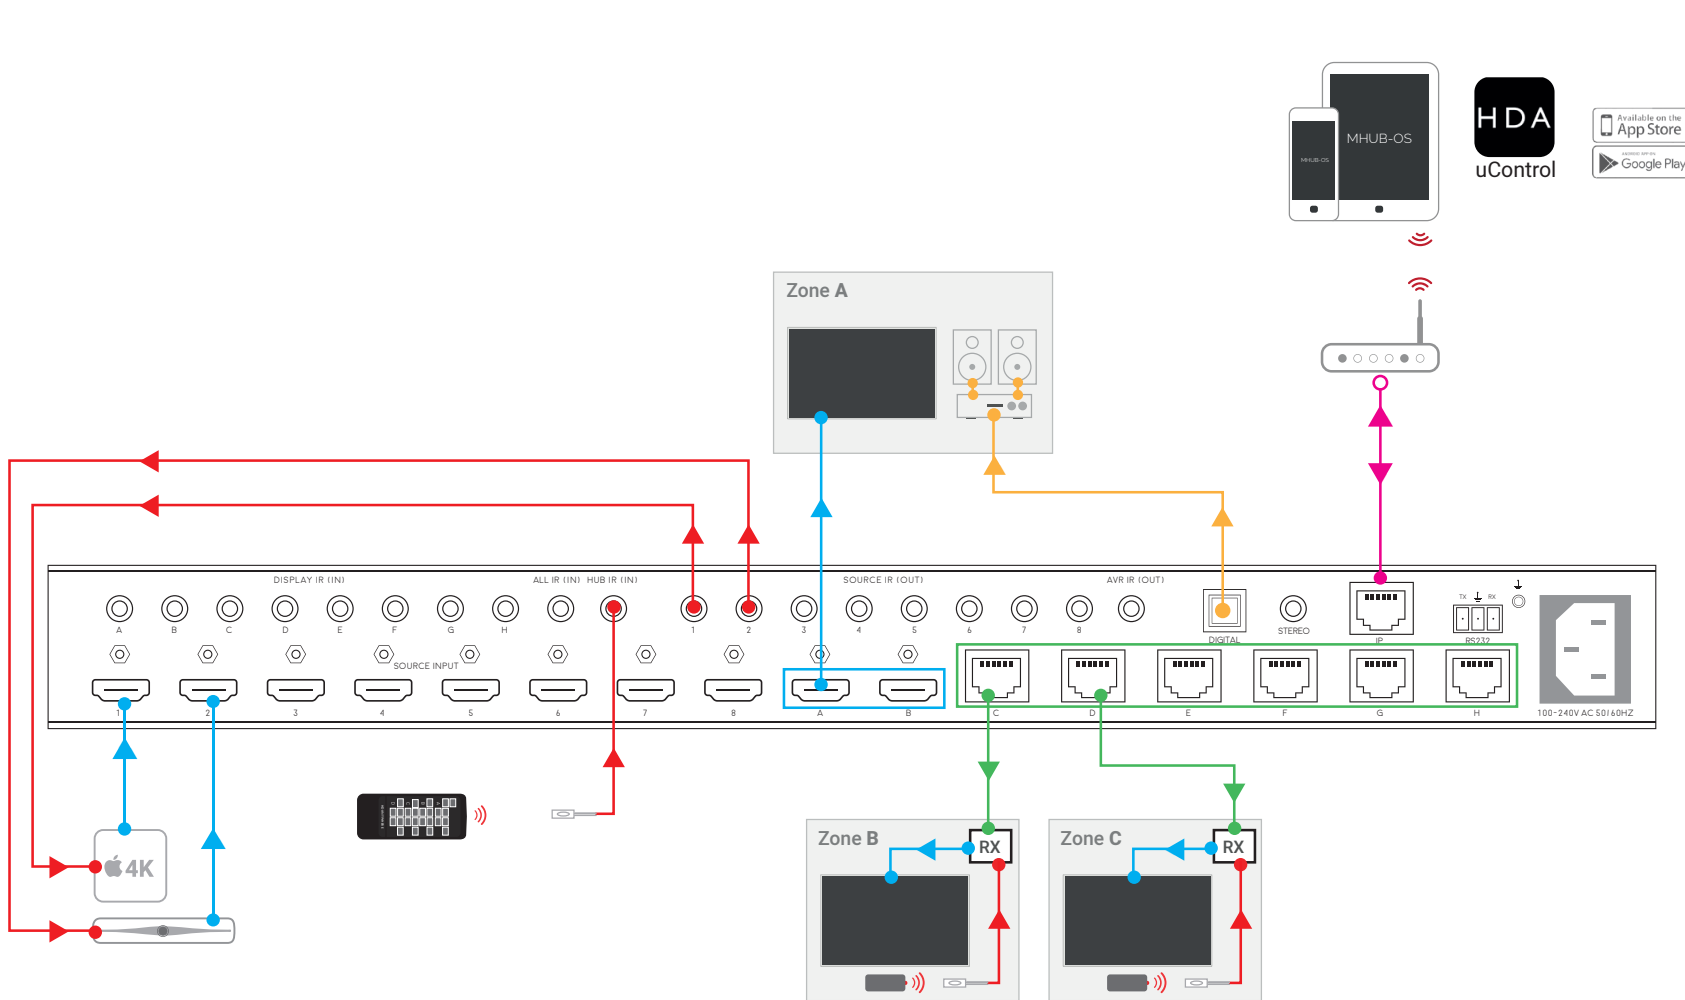 MHUB-OS
MHUB-OS
HDA
uControl
Available on the
App Store
ANDROID APP ON
Google Play
Zone A
DISPLAY IR (IN)
ALL IR (IN) HUB IR (IN)
SOURCE IR (OUT)
AVR IR (OUT)
A B C D E F G H 1 2 3 4 5 6 7 8
DIGITAL
STEREO
IP
TX RX
RS232
SOURCE INPUT
1 2 3 4 5 6 7 8 A B C D E F G H
100-240V AC 50/60HZ
4K
Zone B
RX
Zone C
RX